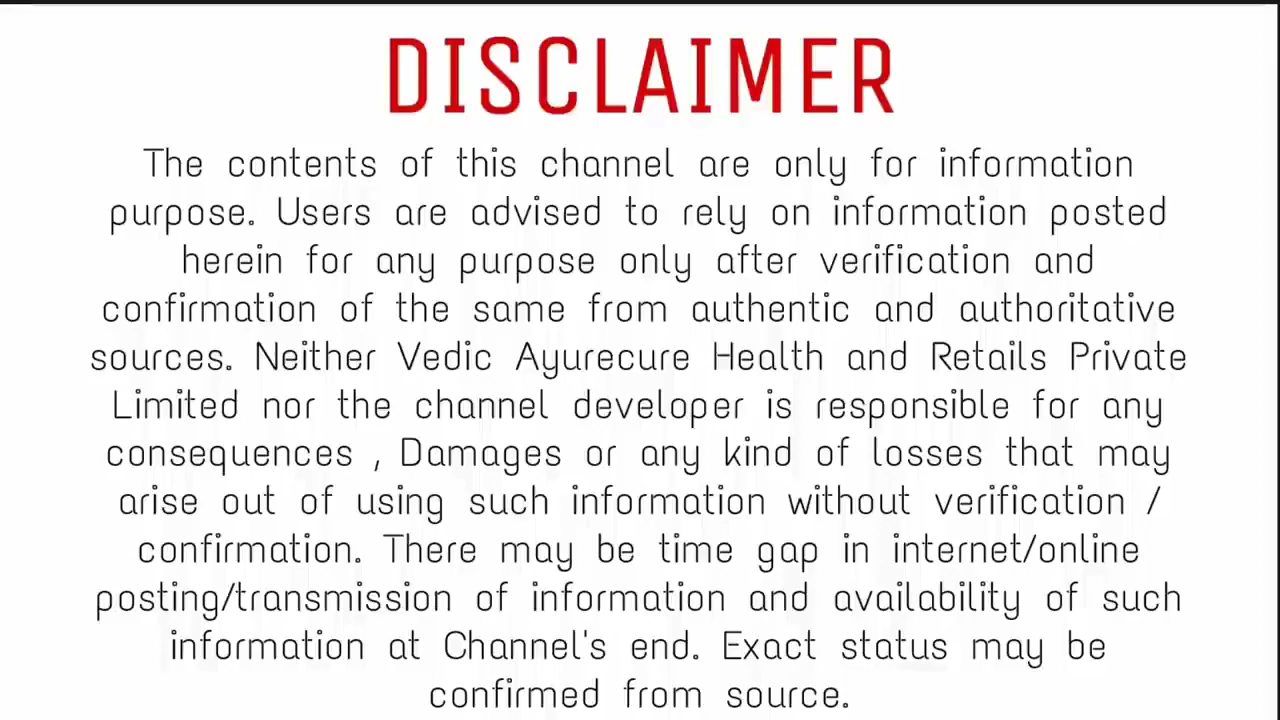 DISCLAIMER
The contents of this channel are only for information
purpose. Users are advised to rely on information posted
herein for any purpose only after verification and
confirmation of the same from authentic and authoritative
sources. Neither Vedic Ayurecure Health and Retails Private
Limited nor the channel developer is responsible for any
consequences , Damages or any kind of losses that may
arise out of using such information without verification /
confirmation. There may be time gap in internet/online
posting/transmission of information and availability of such
information at Channel's end. Exact status may be
confirmed from source.